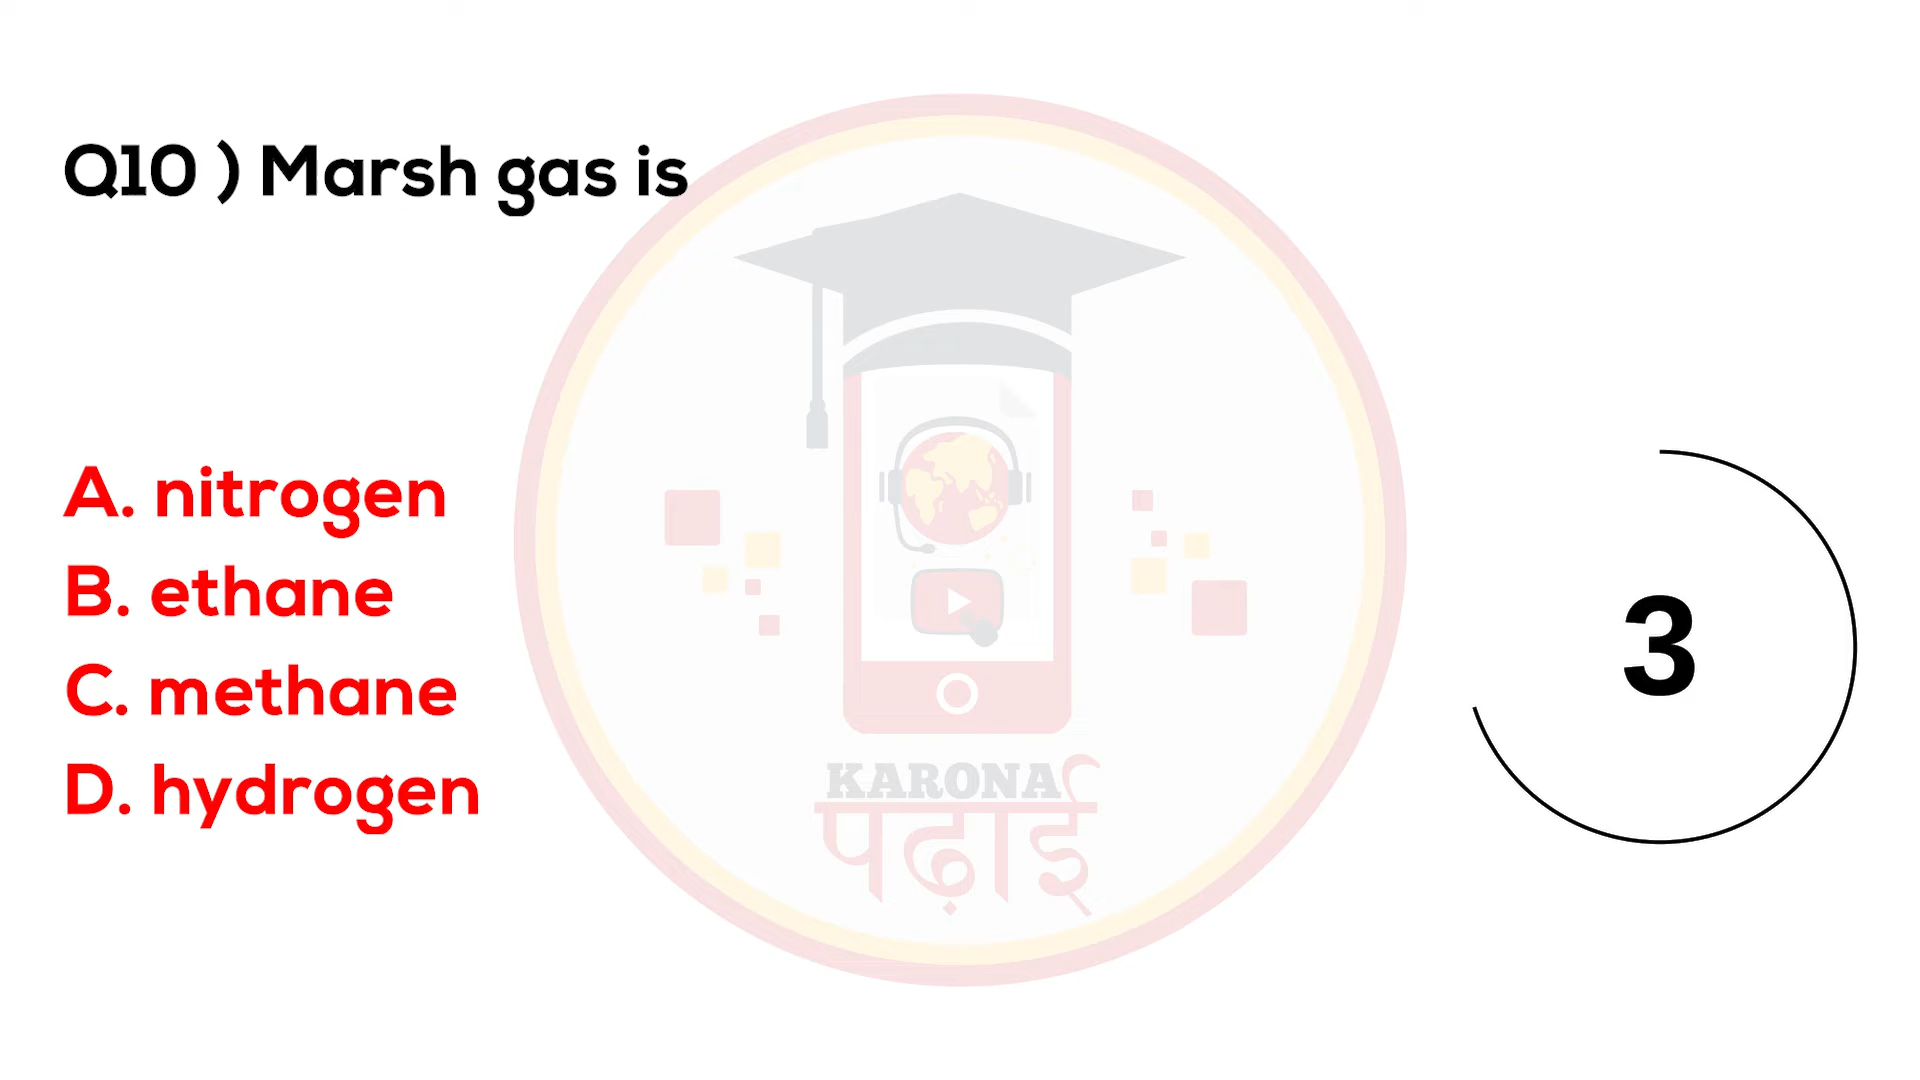 Q10 ) Marsh gas is
A. nitrogen
B. ethane
C. methane
D. hydrogen
3
KARONA
पढ़ाई